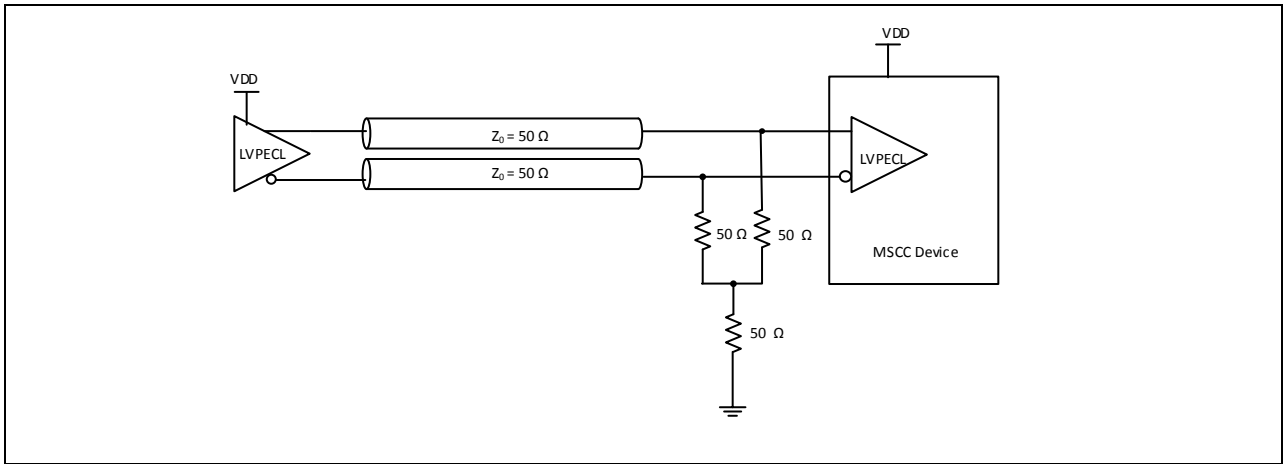 VDD
VDD
LVPECL
Z₀ = 50 Ω
Z₀ = 50 Ω
LVPECL
50 Ω
50 Ω
MSCC Device
50 Ω